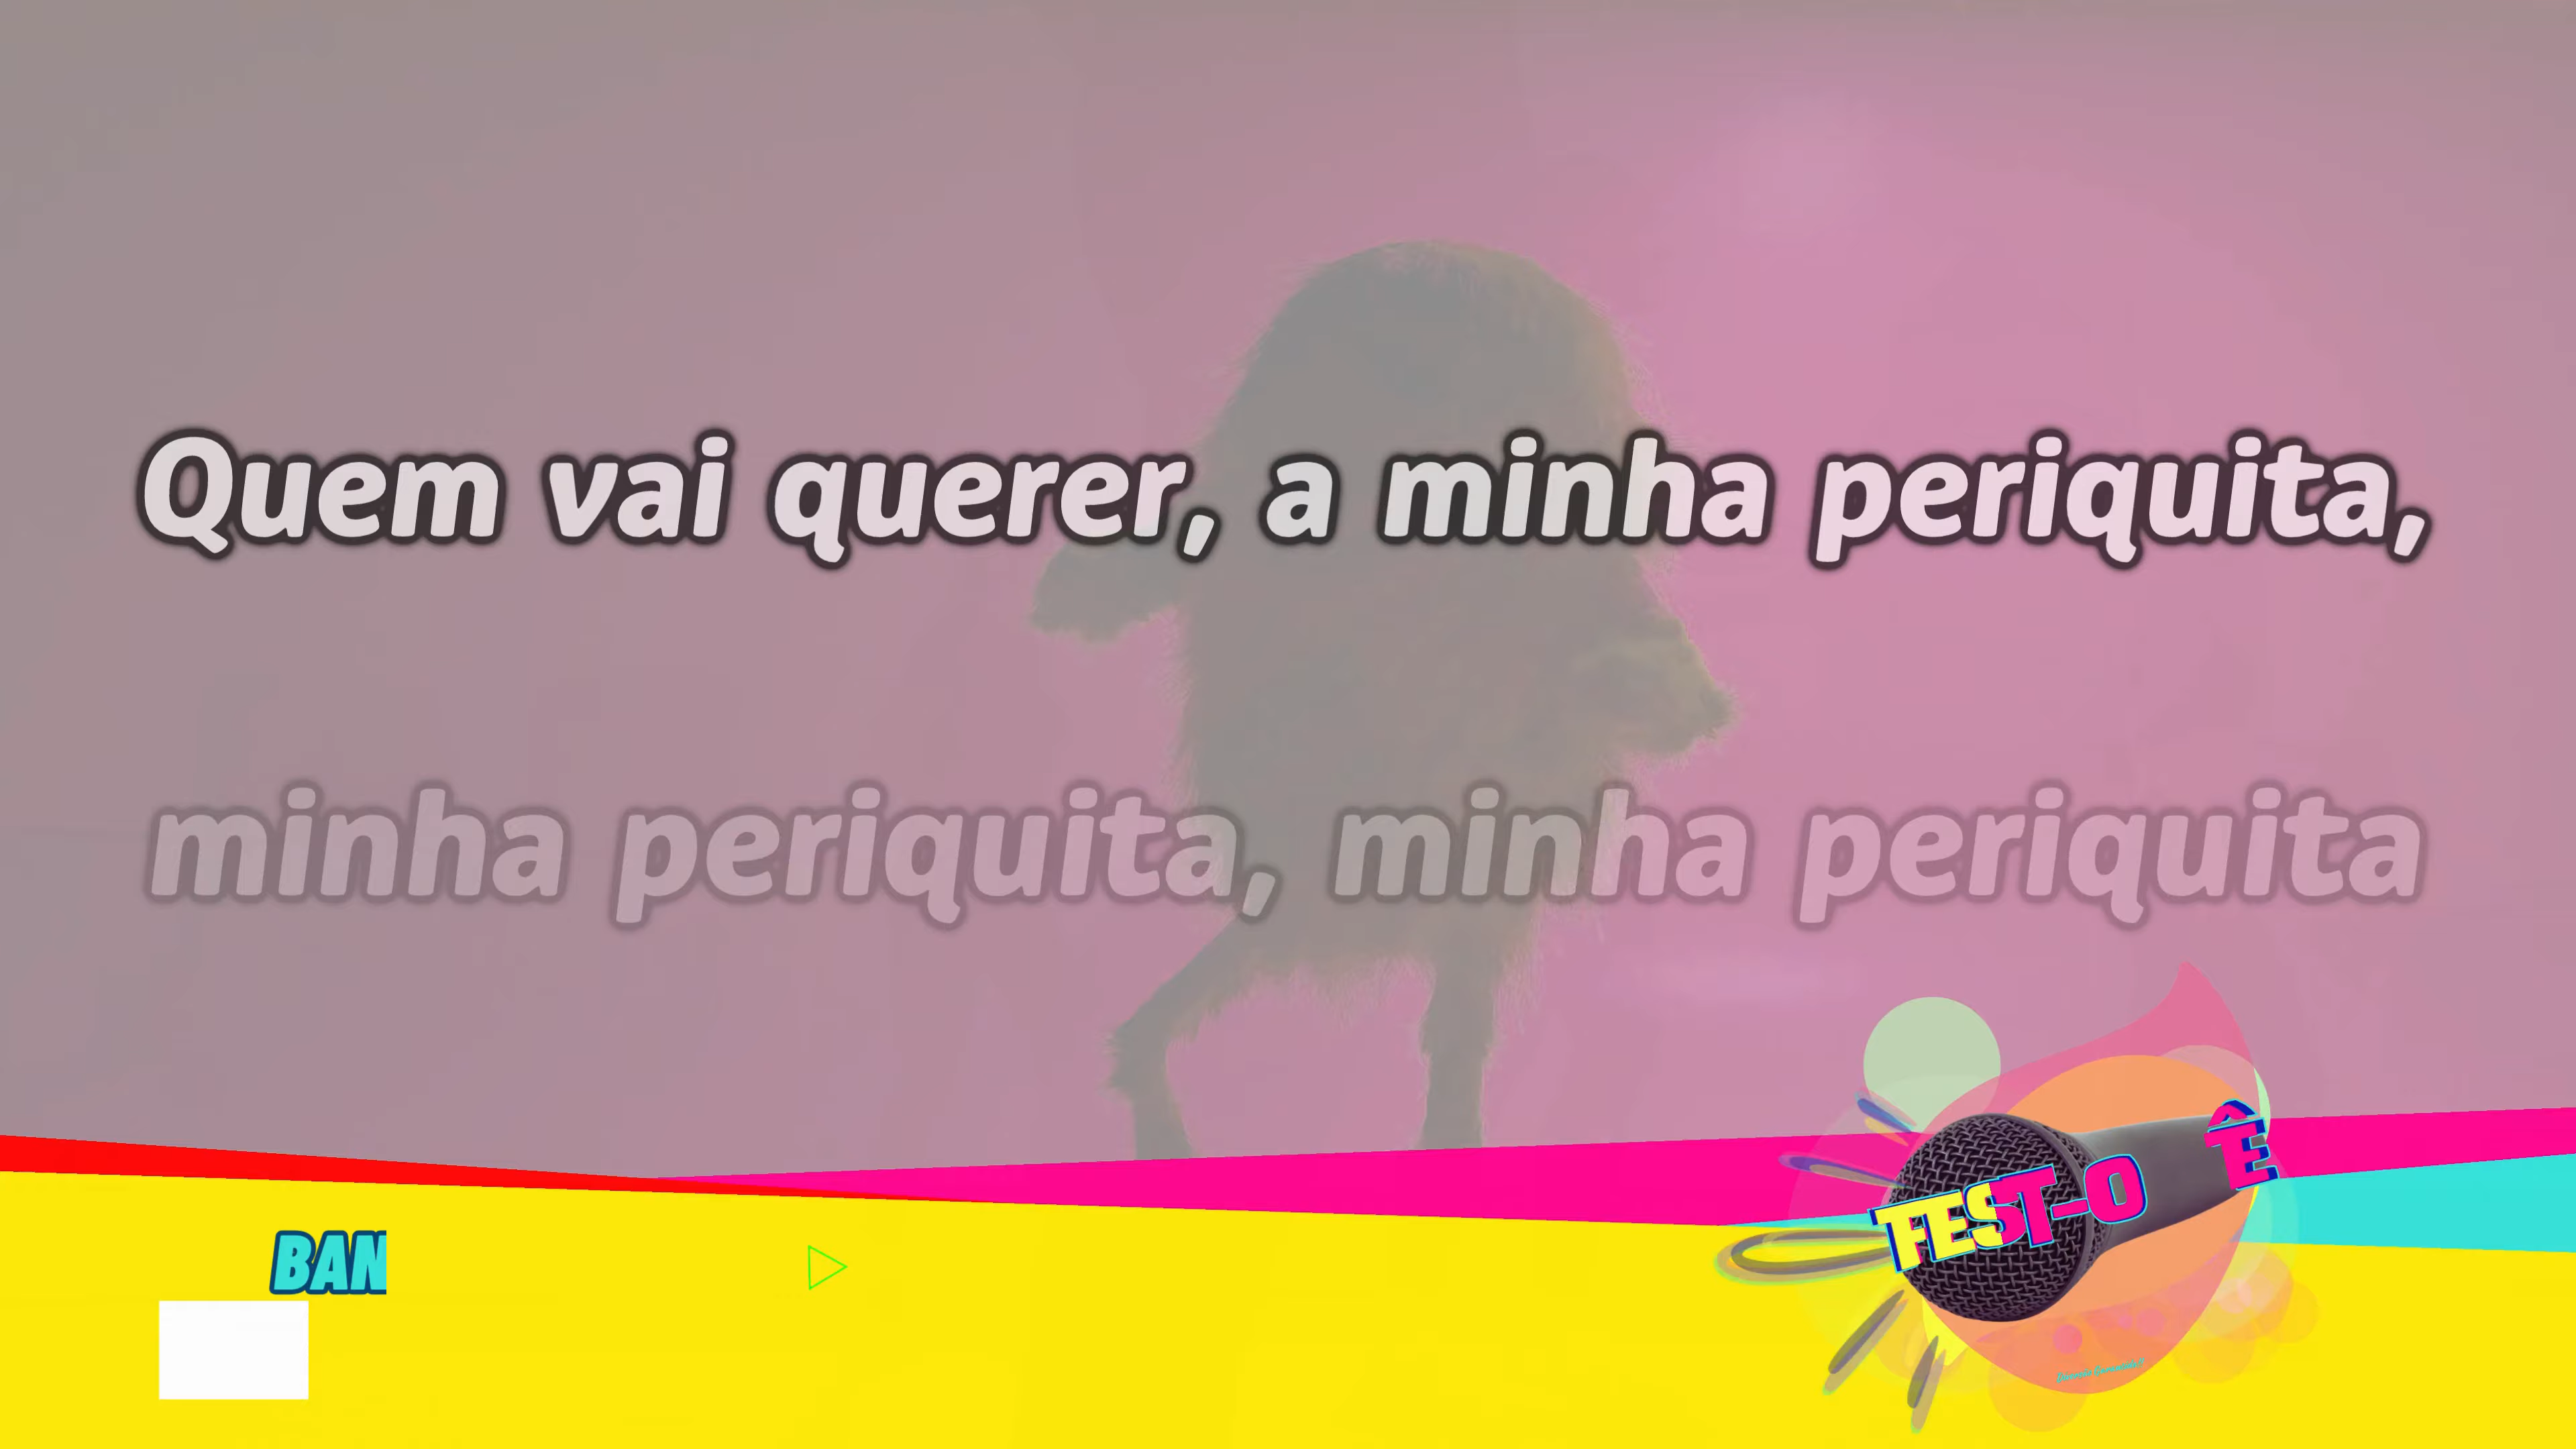 Quem vai querer, a minha periquita,
minha periquita, minha periquita
BAN
FEST-O Ê